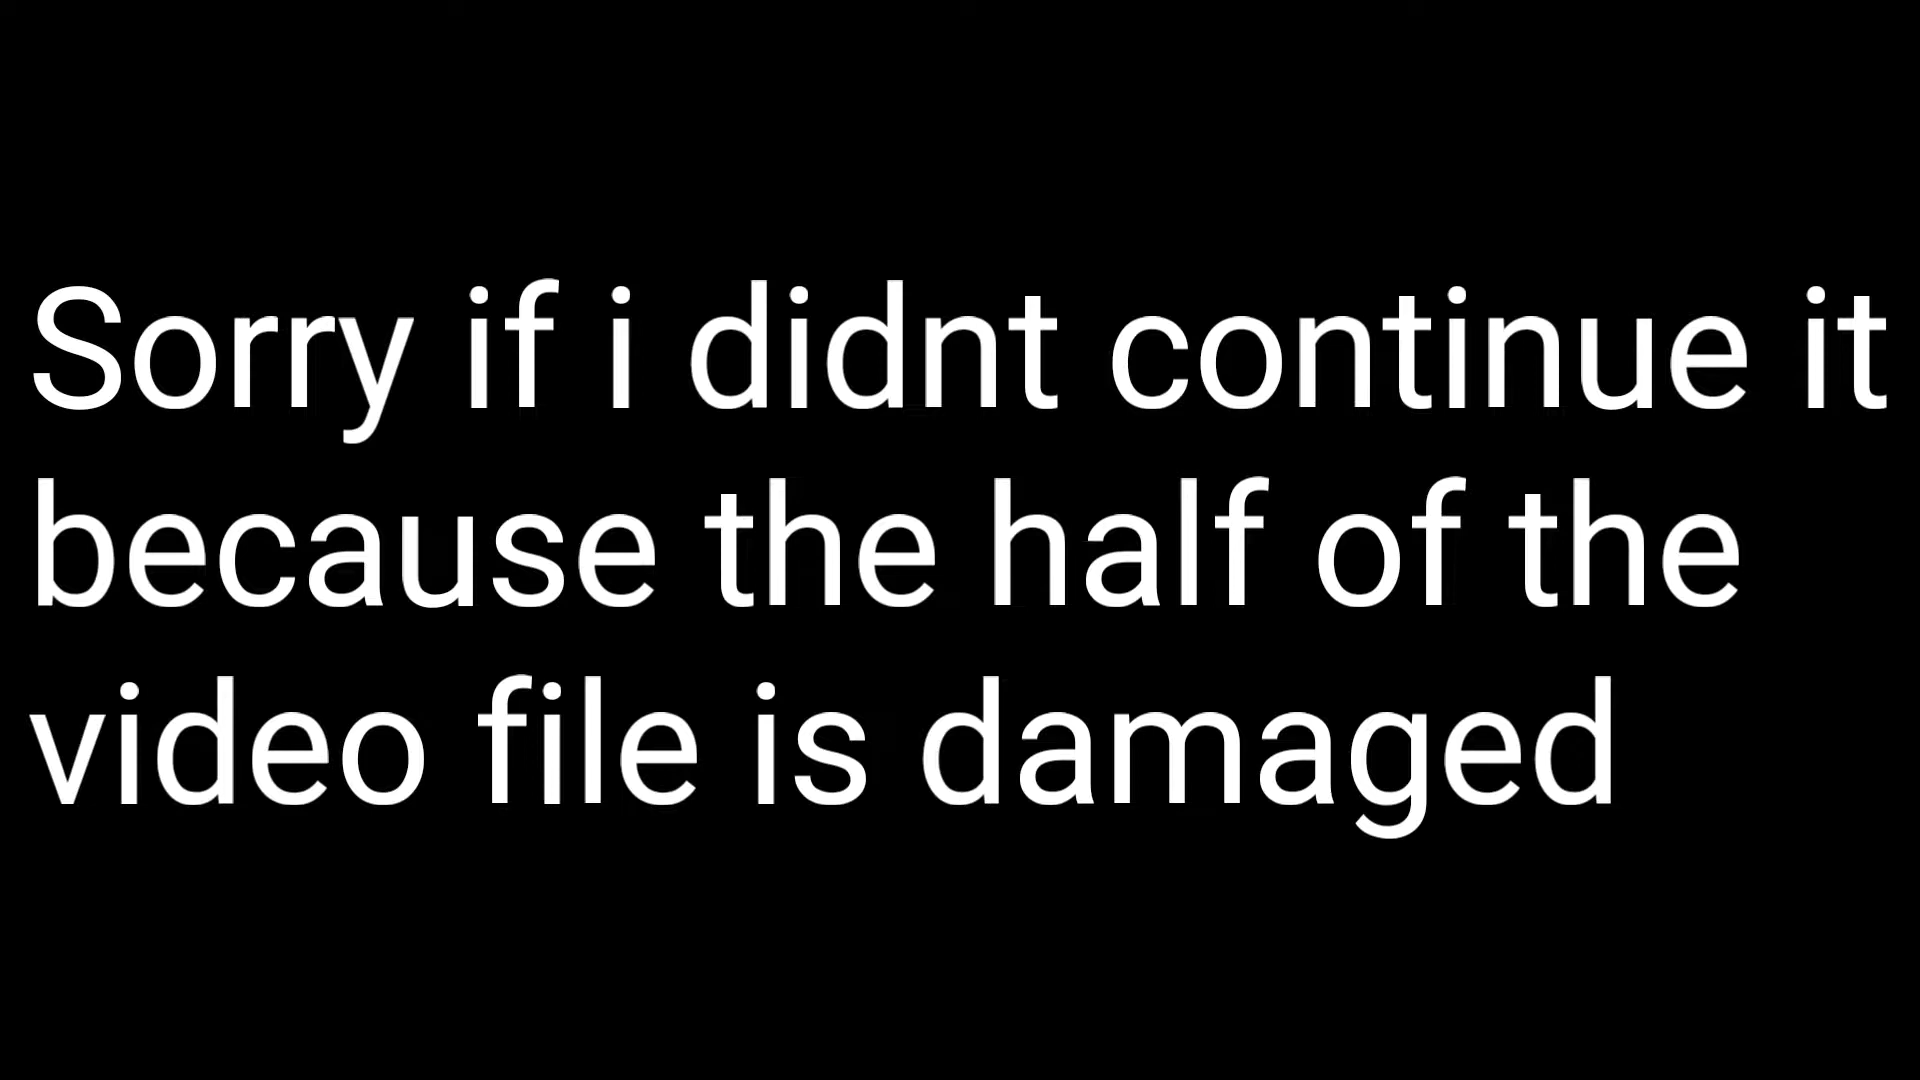 Sorry if i didnt continue it
because the half of the
video file is damaged